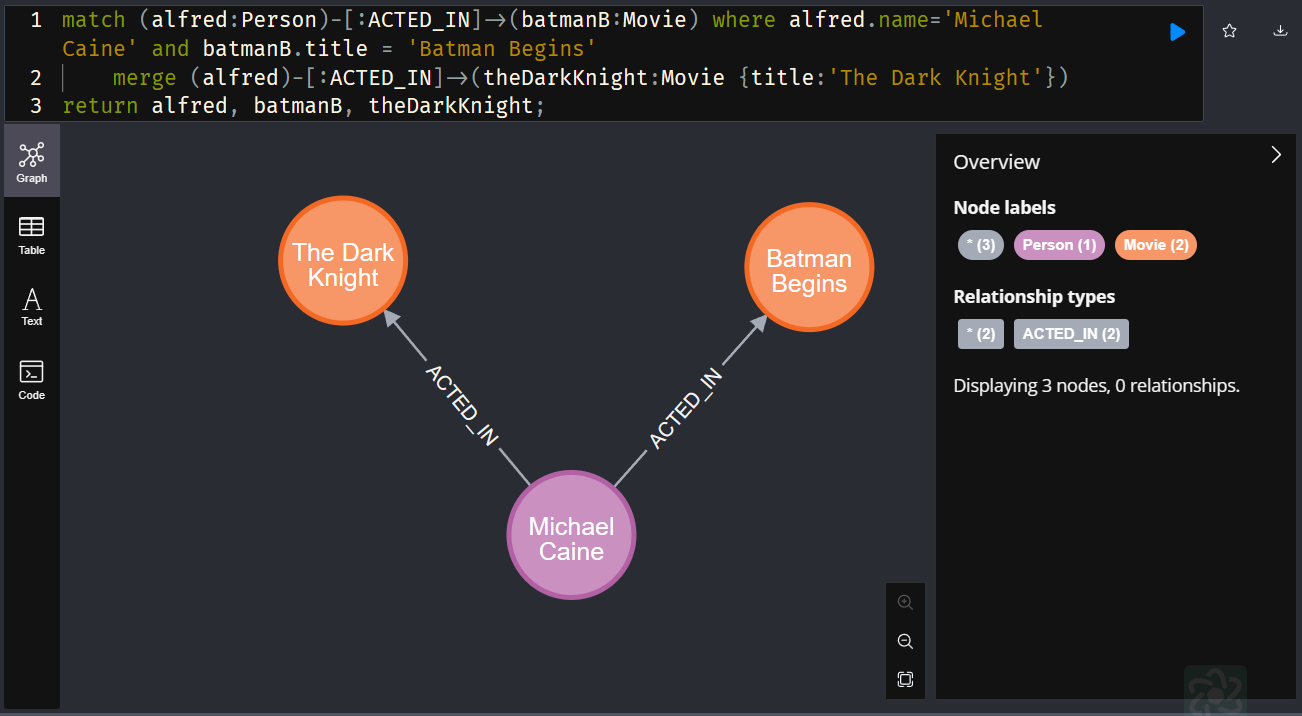 1 match (alfred:Person)-[:ACTED_IN]->(batmanB:Movie) where alfred.name='Michael
Caine' and batmanB.title = 'Batman Begins'
2 merge (alfred)-[:ACTED_IN]->(theDarkKnight:Movie {title:'The Dark Knight'})
3 return alfred, batmanB, theDarkKnight;
Graph
Table
Text
Code
The Dark
Knight
Batman
Begins
ACTED_IN
ACTED_IN
Michael
Caine
Overview
Node labels
* (3) Person (1) Movie (2)
Relationship types
* (2) ACTED_IN (2)
Displaying 3 nodes, 0 relationships.